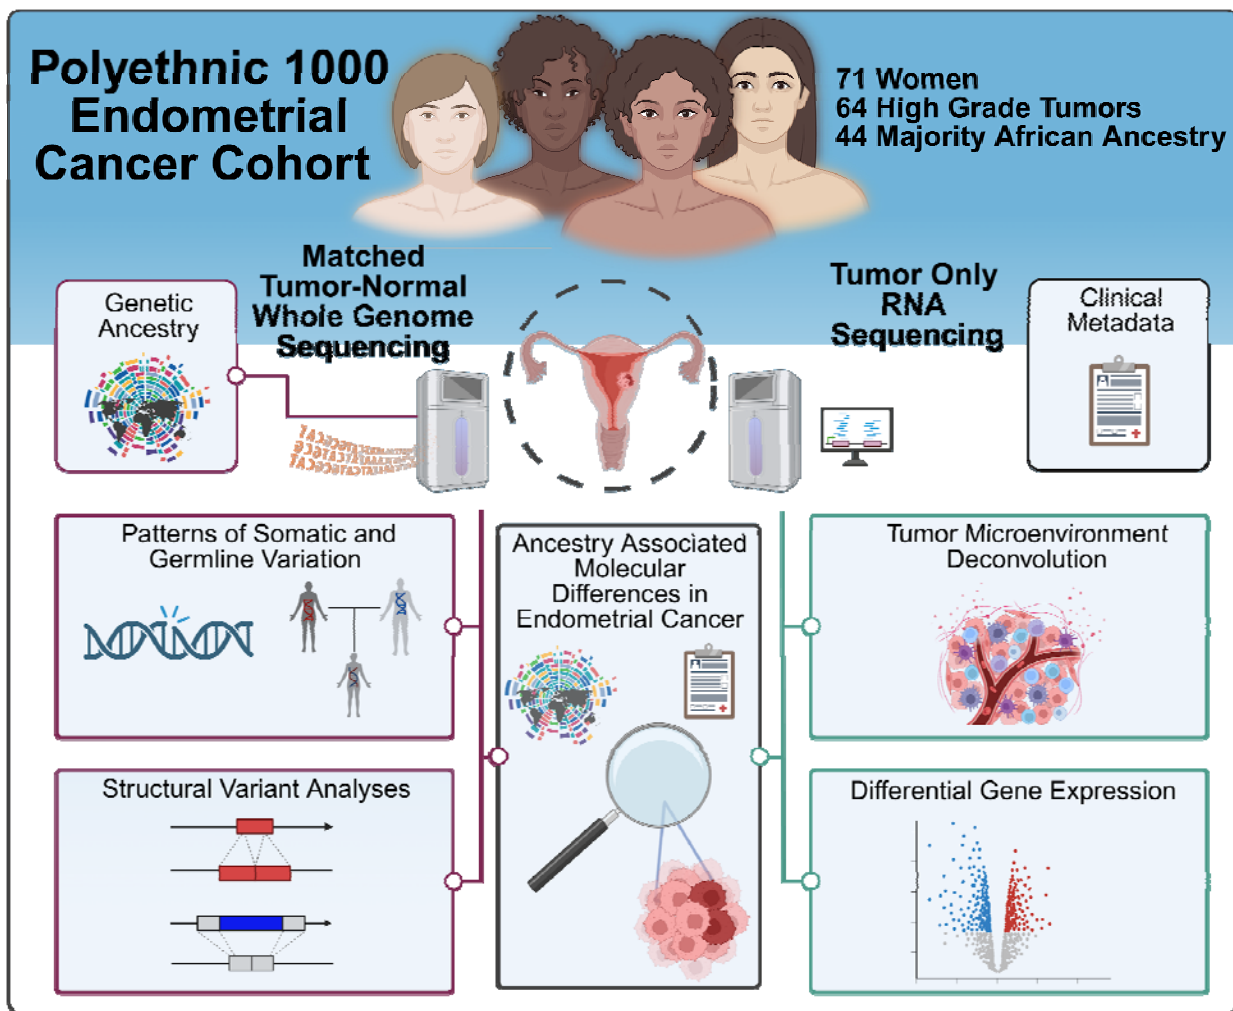 Polyethnic 1000
Endometrial
Cancer Cohort
71 Women
64 High Grade Tumors
44 Majority African Ancestry
Genetic
Ancestry
Matched
Tumor-Normal
Whole Genome
Sequencing
Tumor Only
RNA
Sequencing
Clinical
Metadata
Patterns of Somatic and
Germline Variation
Ancestry Associated
Molecular
Differences in
Endometrial Cancer
Tumor Microenvironment
Deconvolution
Structural Variant Analyses
Differential Gene Expression